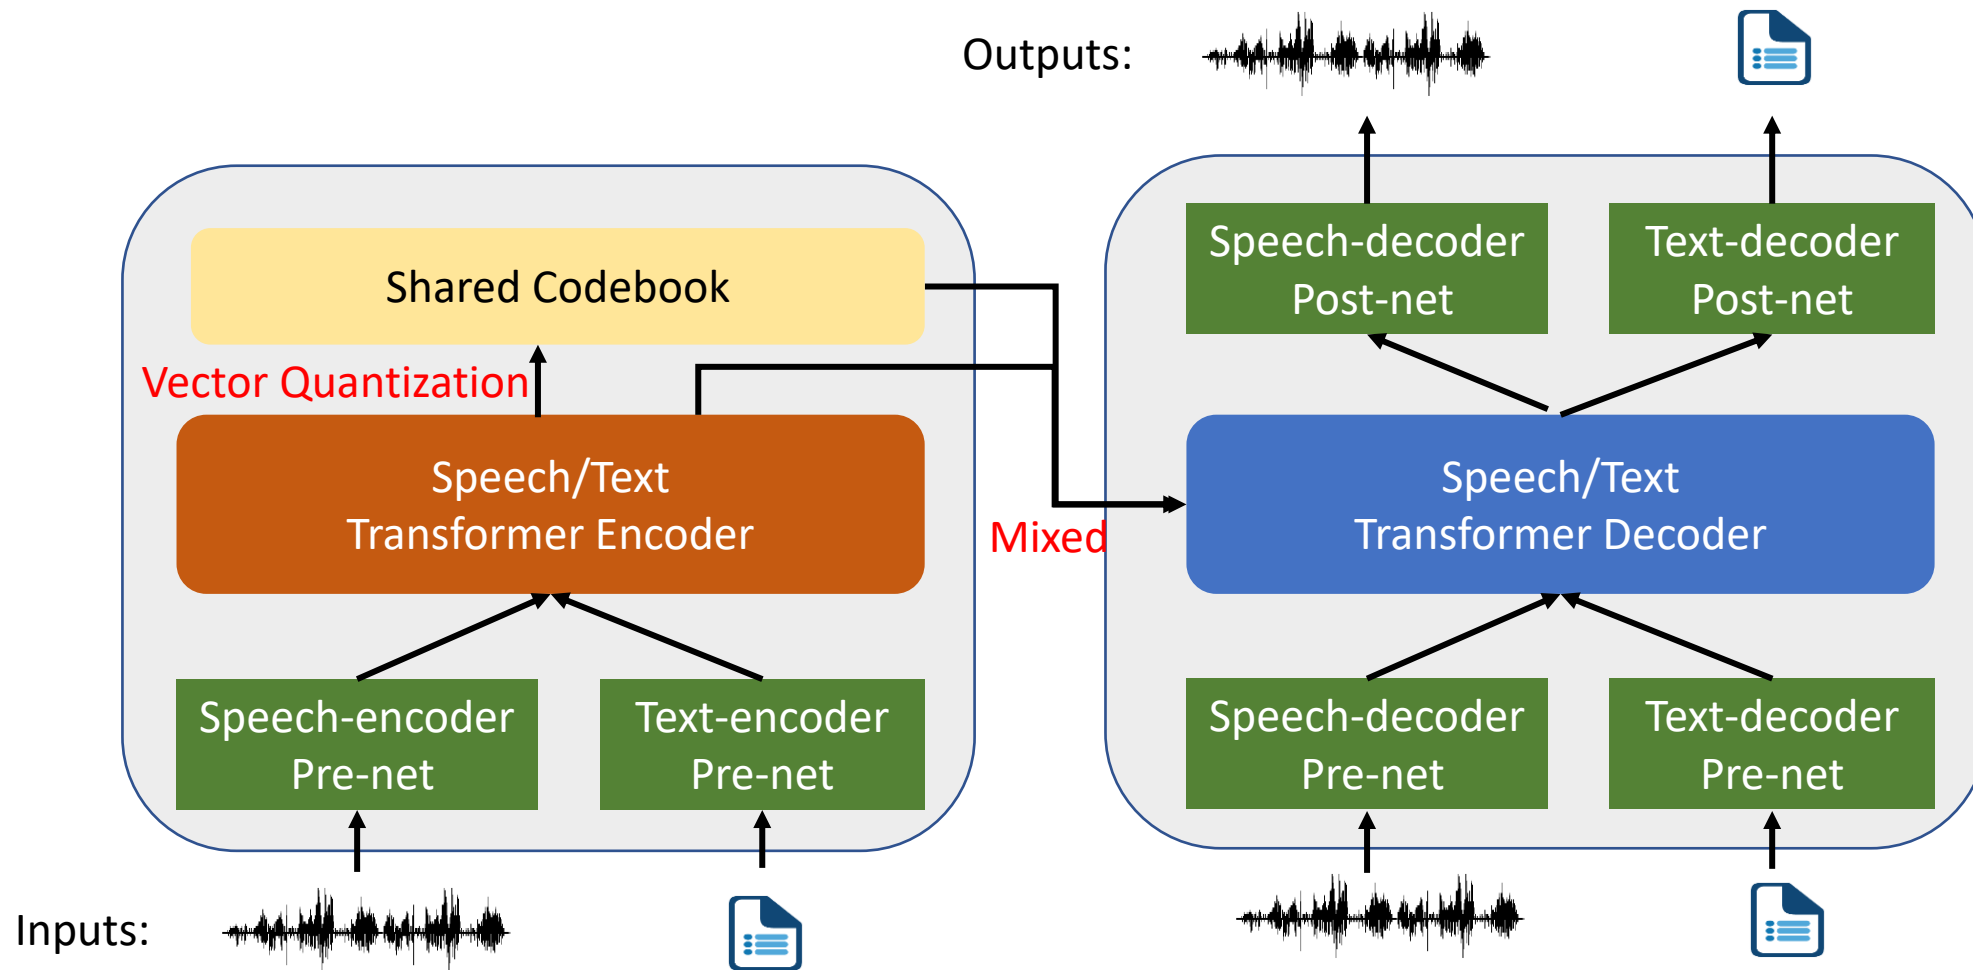 Outputs:
Shared Codebook
Vector Quantization
Speech/Text
Transformer Encoder
Speech-encoder
Pre-net
Text-encoder
Pre-net
Inputs:
Mixed
Speech-decoder
Post-net
Text-decoder
Post-net
Speech/Text
Transformer Decoder
Speech-decoder
Pre-net
Text-decoder
Pre-net